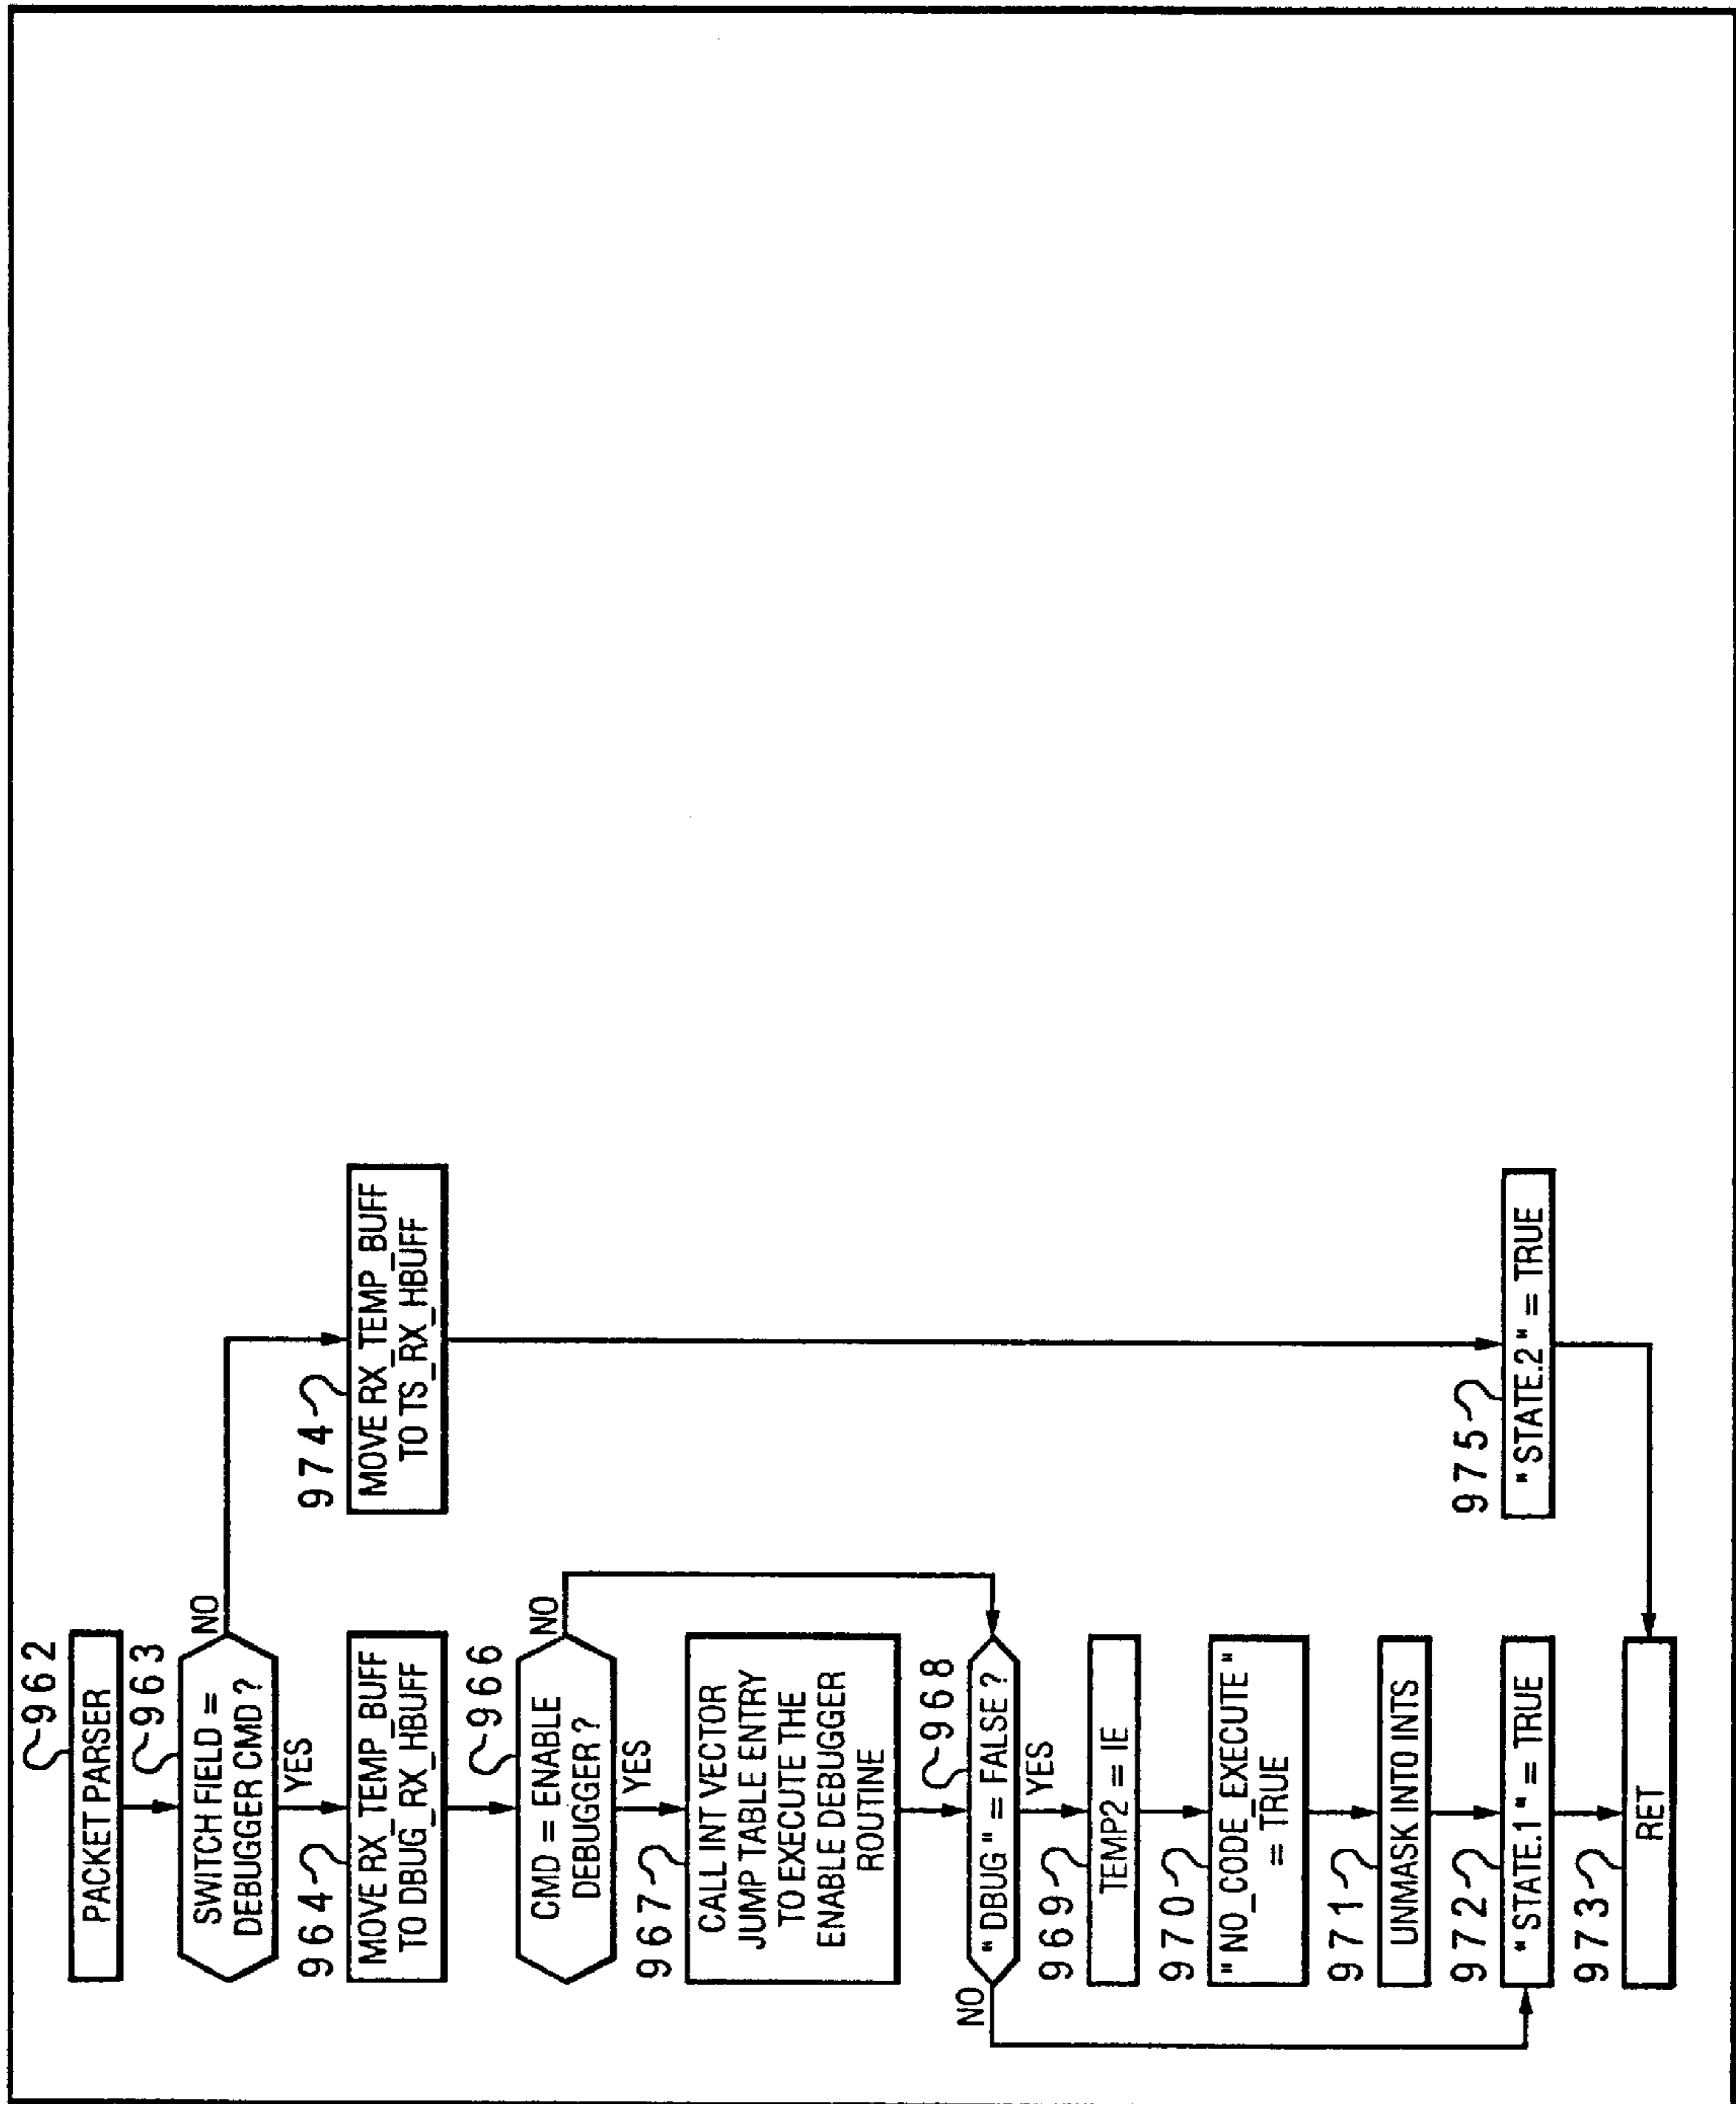 962
PACKET PARSER
963
SWITCH FIELD =
DEBUGGER CMD ?
NO
YES
964
MOVE RX_TEMP_BUFF
TO DBUG_RX_HBUFF
974
MOVE RX_TEMP_BUFF
TO TS_RX_HBUFF
966
CMD = ENABLE
DEBUGGER ?
NO
YES
967
CALL INT VECTOR
JUMP TABLE ENTRY
TO EXECUTE THE
ENABLE DEBUGGER
ROUTINE
968
"DBUG" = FALSE ?
NO
YES
969
TEMP2 = IE
970
"NO_CODE_EXECUTE"
= TRUE
971
UNMASK INTO INTS
972
"STATE.1" = TRUE
975
"STATE.2" = TRUE
973
RET